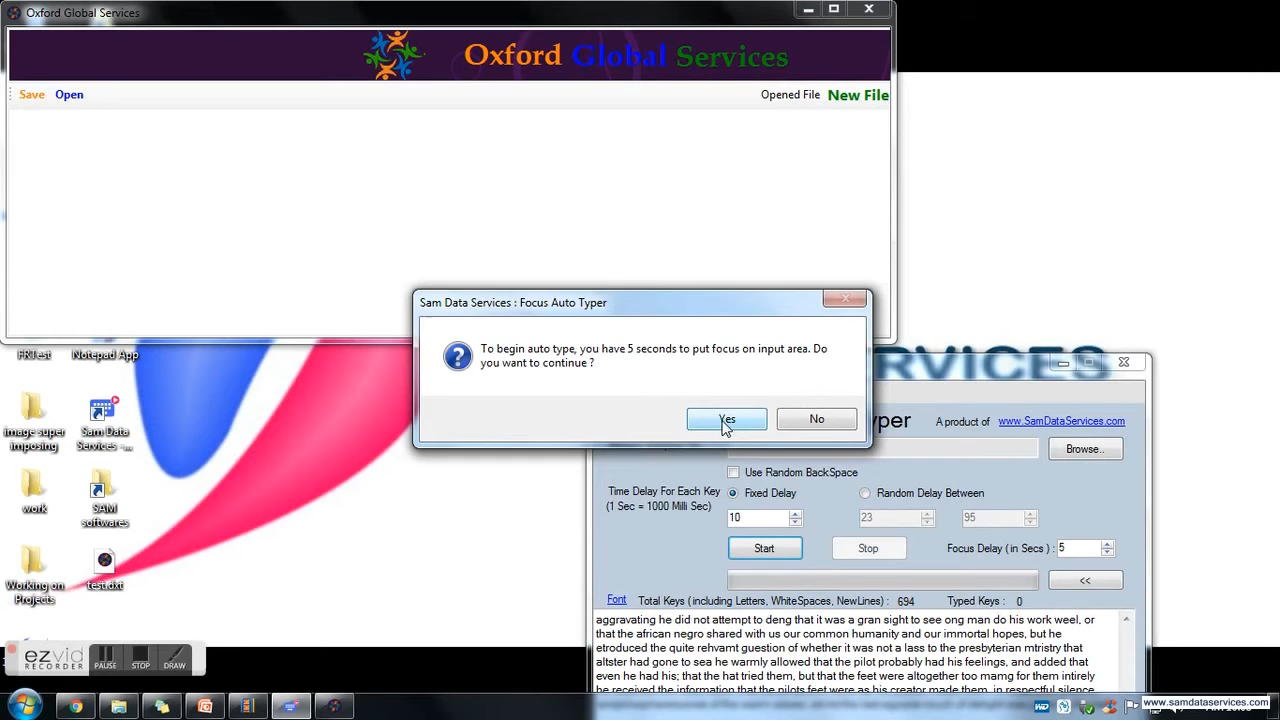 Oxford Global Services
Oxford Global Services
Save Open
Opened File New File
Sam Data Services : Focus Auto Typer
To begin auto type, you have 5 seconds to put focus on input area. Do
you want to continue ?
Yes No
FRTest
Notepad App
image super
imposing
Sam Data
Services -...
work
SAM
softwares
Working on
Projects
test.dxt
ERVICES
yper
A product of www.SamDataServices.com
Browse..
Use Random BackSpace
Time Delay For Each Key
(1 Sec = 1000 Milli Sec)
Fixed Delay Random Delay Between
10 23 95
Start Stop Focus Delay (in Secs) : 5
<<
Font Total Keys (including Letters, WhiteSpaces, NewLines) : 694 Typed Keys : 0
aggravating he did not attempt to deng that it was a gran sight to see ong man do his work weel, or
that the african negro shared with us our common humanity and our immortal hopes, but he
etroduced the quite rehvamt guestion of whether it was not a lass to the presbyterian mtristry that
altster had gone to sea he warmly allowed that the pilot probably had his feelings, and added that
even he had his; that the hat tried them, but that the feet were altogether too mamg for them intirely
he received the information that the pilots feet were as his creator made them, in respectful silence
ezvid
RECORDER
PAUSE STOP DRAW
www.samdataservices.com